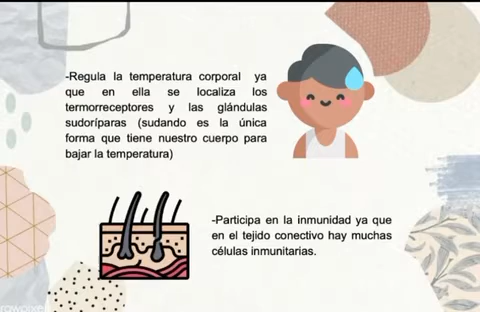 -Regula la temperatura corporal ya
que en ella se localiza los
termorreceptores y las glándulas
sudoríparas (sudando es la única
forma que tiene nuestro cuerpo para
bajar la temperatura)
-Participa en la inmunidad ya que
en el tejido conectivo hay muchas
células inmunitarias.